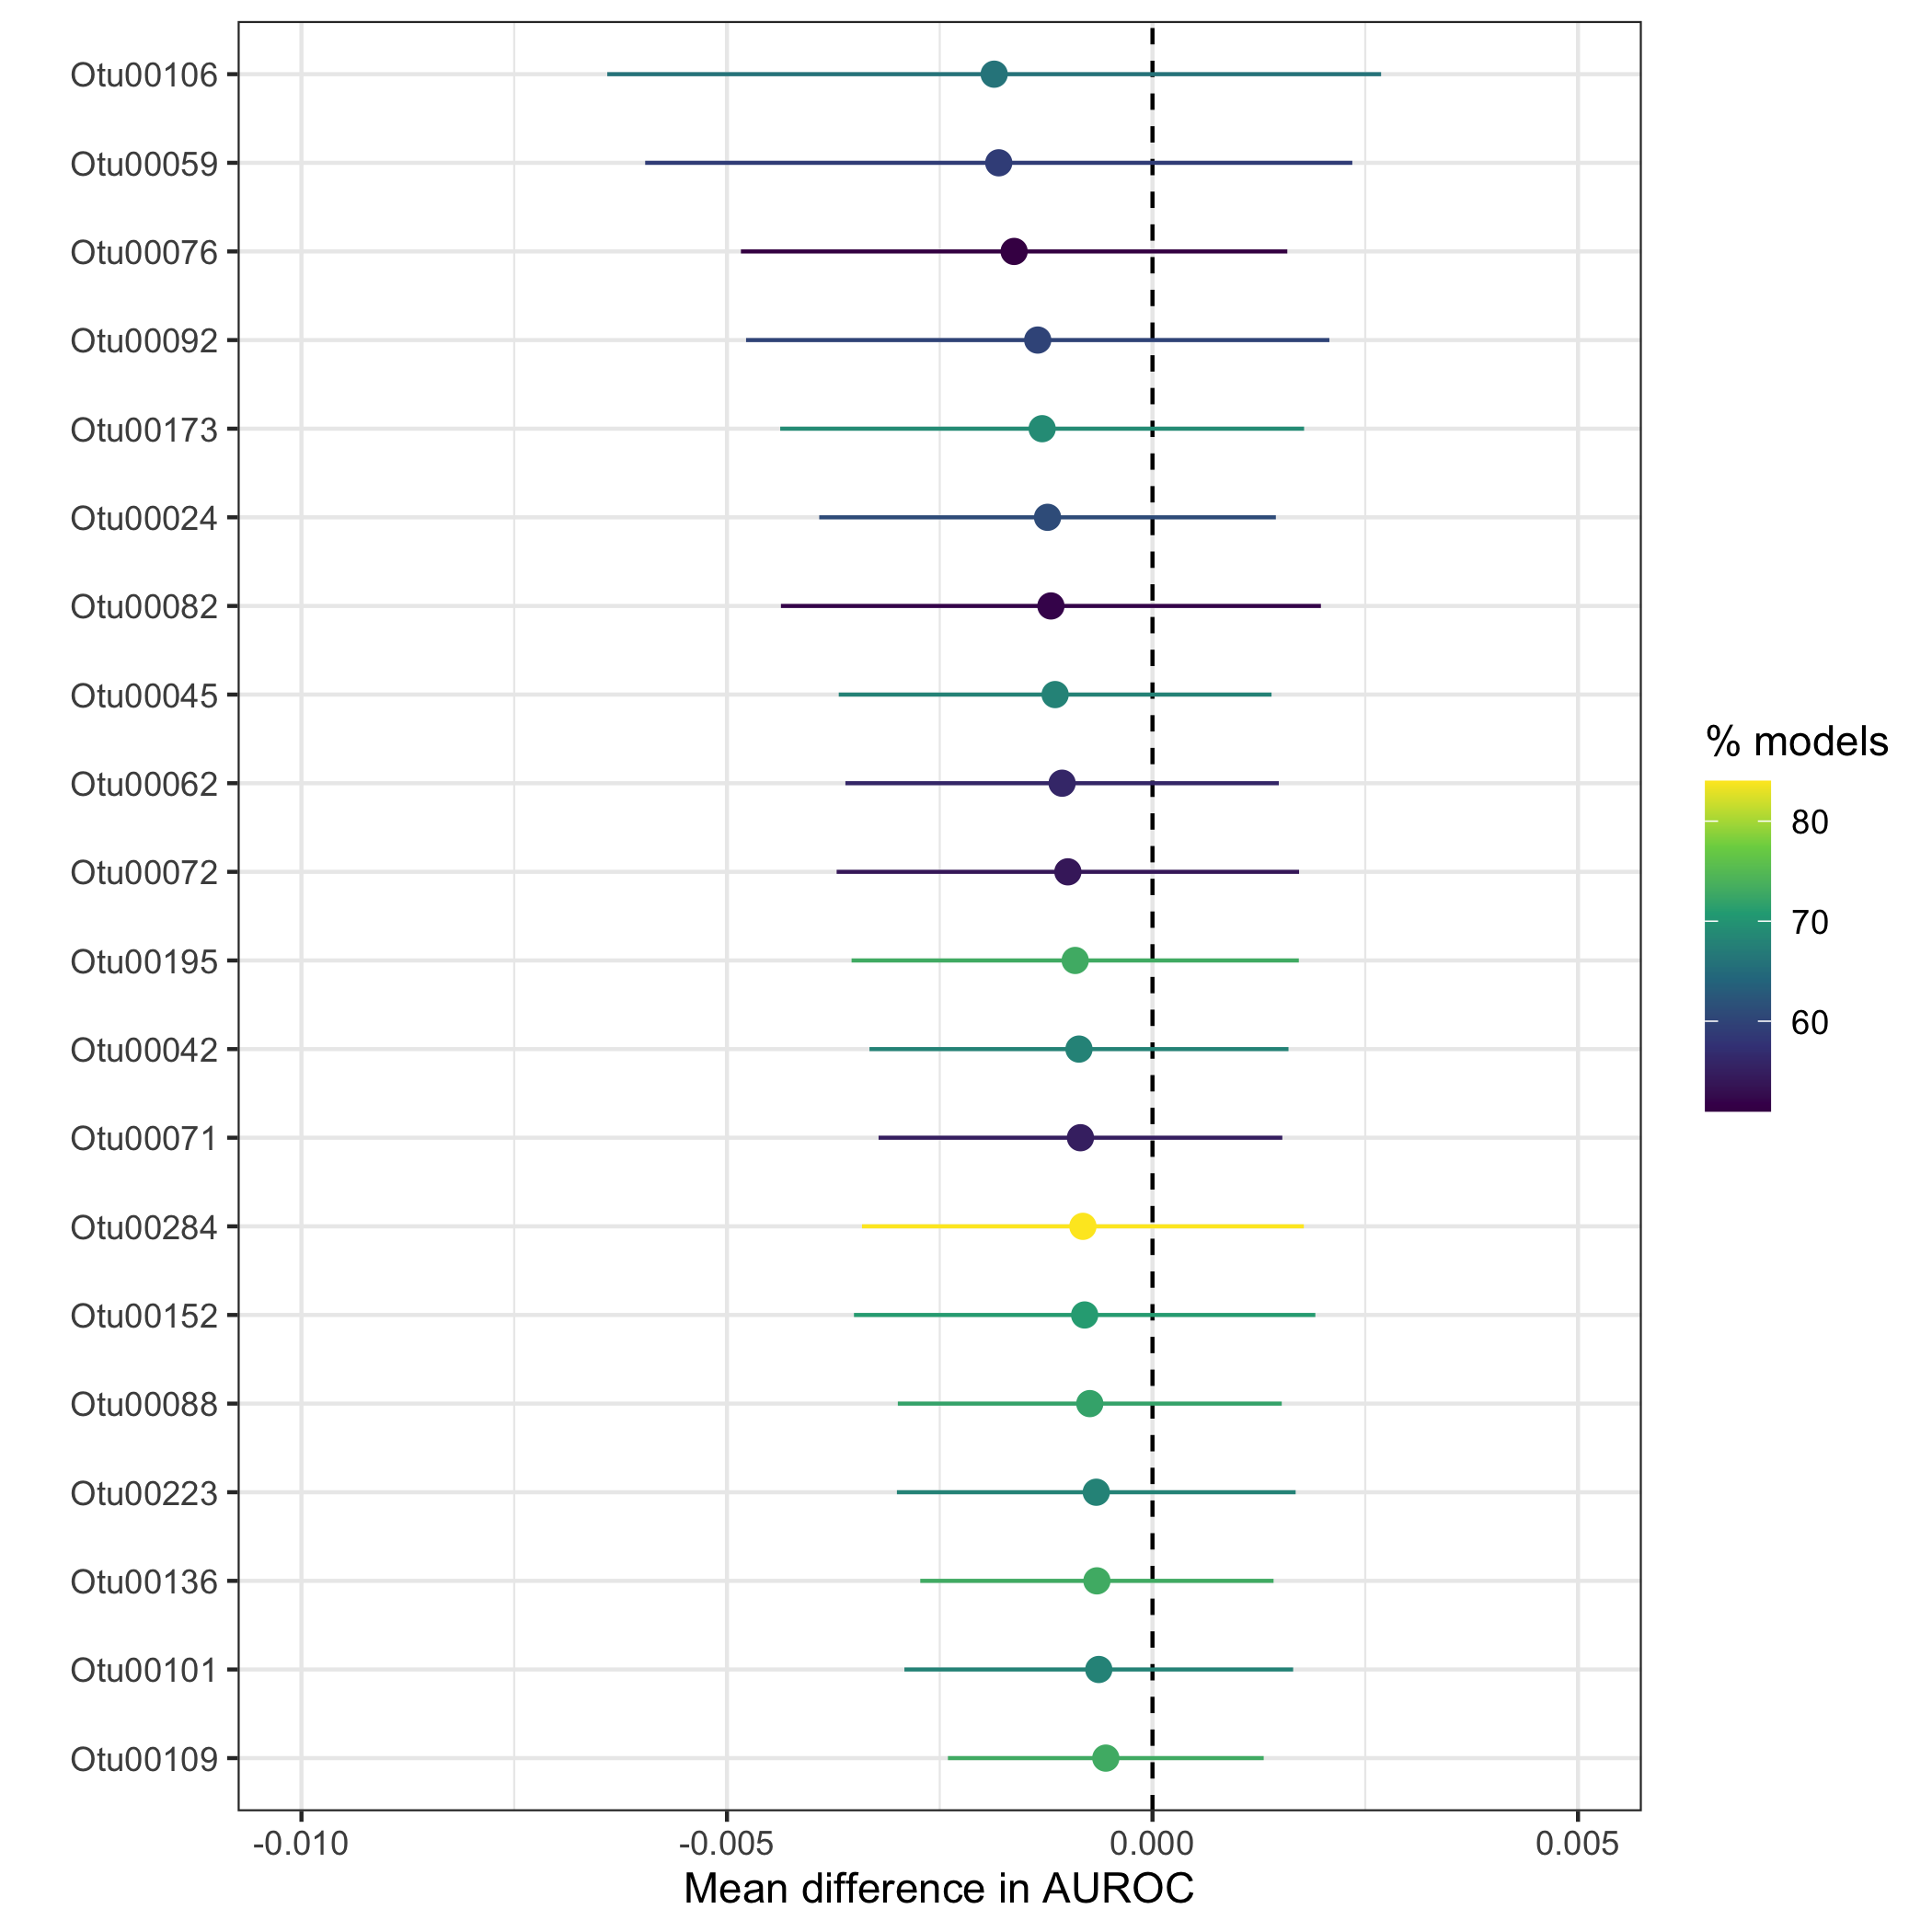 Otu00106
Otu00059
Otu00076
Otu00092
Otu00173
Otu00024
Otu00082
Otu00045
Otu00062
Otu00072
Otu00195
Otu00042
Otu00071
Otu00284
Otu00152
Otu00088
Otu00223
Otu00136
Otu00101
Otu00109
-0.010 -0.005 0.000 0.005
Mean difference in AUROC
% models
80
70
60